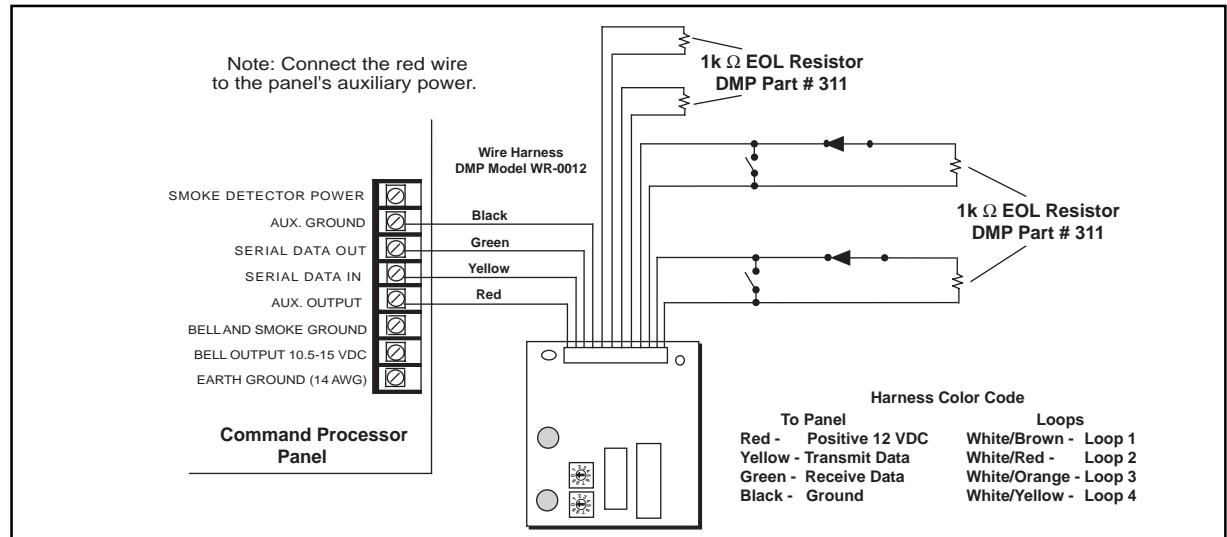 Note: Connect the red wire
to the panel's auxiliary power.
1k Ω EOL Resistor
DMP Part # 311
Wire Harness
DMP Model WR-0012
SMOKE DETECTOR POWER
AUX. GROUND
SERIAL DATA OUT
SERIAL DATA IN
AUX. OUTPUT
BELL AND SMOKE GROUND
BELL OUTPUT 10.5-15 VDC
EARTH GROUND (14 AWG)
Black
Green
Yellow
Red
1k Ω EOL Resistor
DMP Part # 311
Command Processor
Panel
Harness Color Code
To Panel Loops
Red - Positive 12 VDC White/Brown - Loop 1
Yellow - Transmit Data White/Red - Loop 2
Green - Receive Data White/Orange - Loop 3
Black - Ground White/Yellow - Loop 4